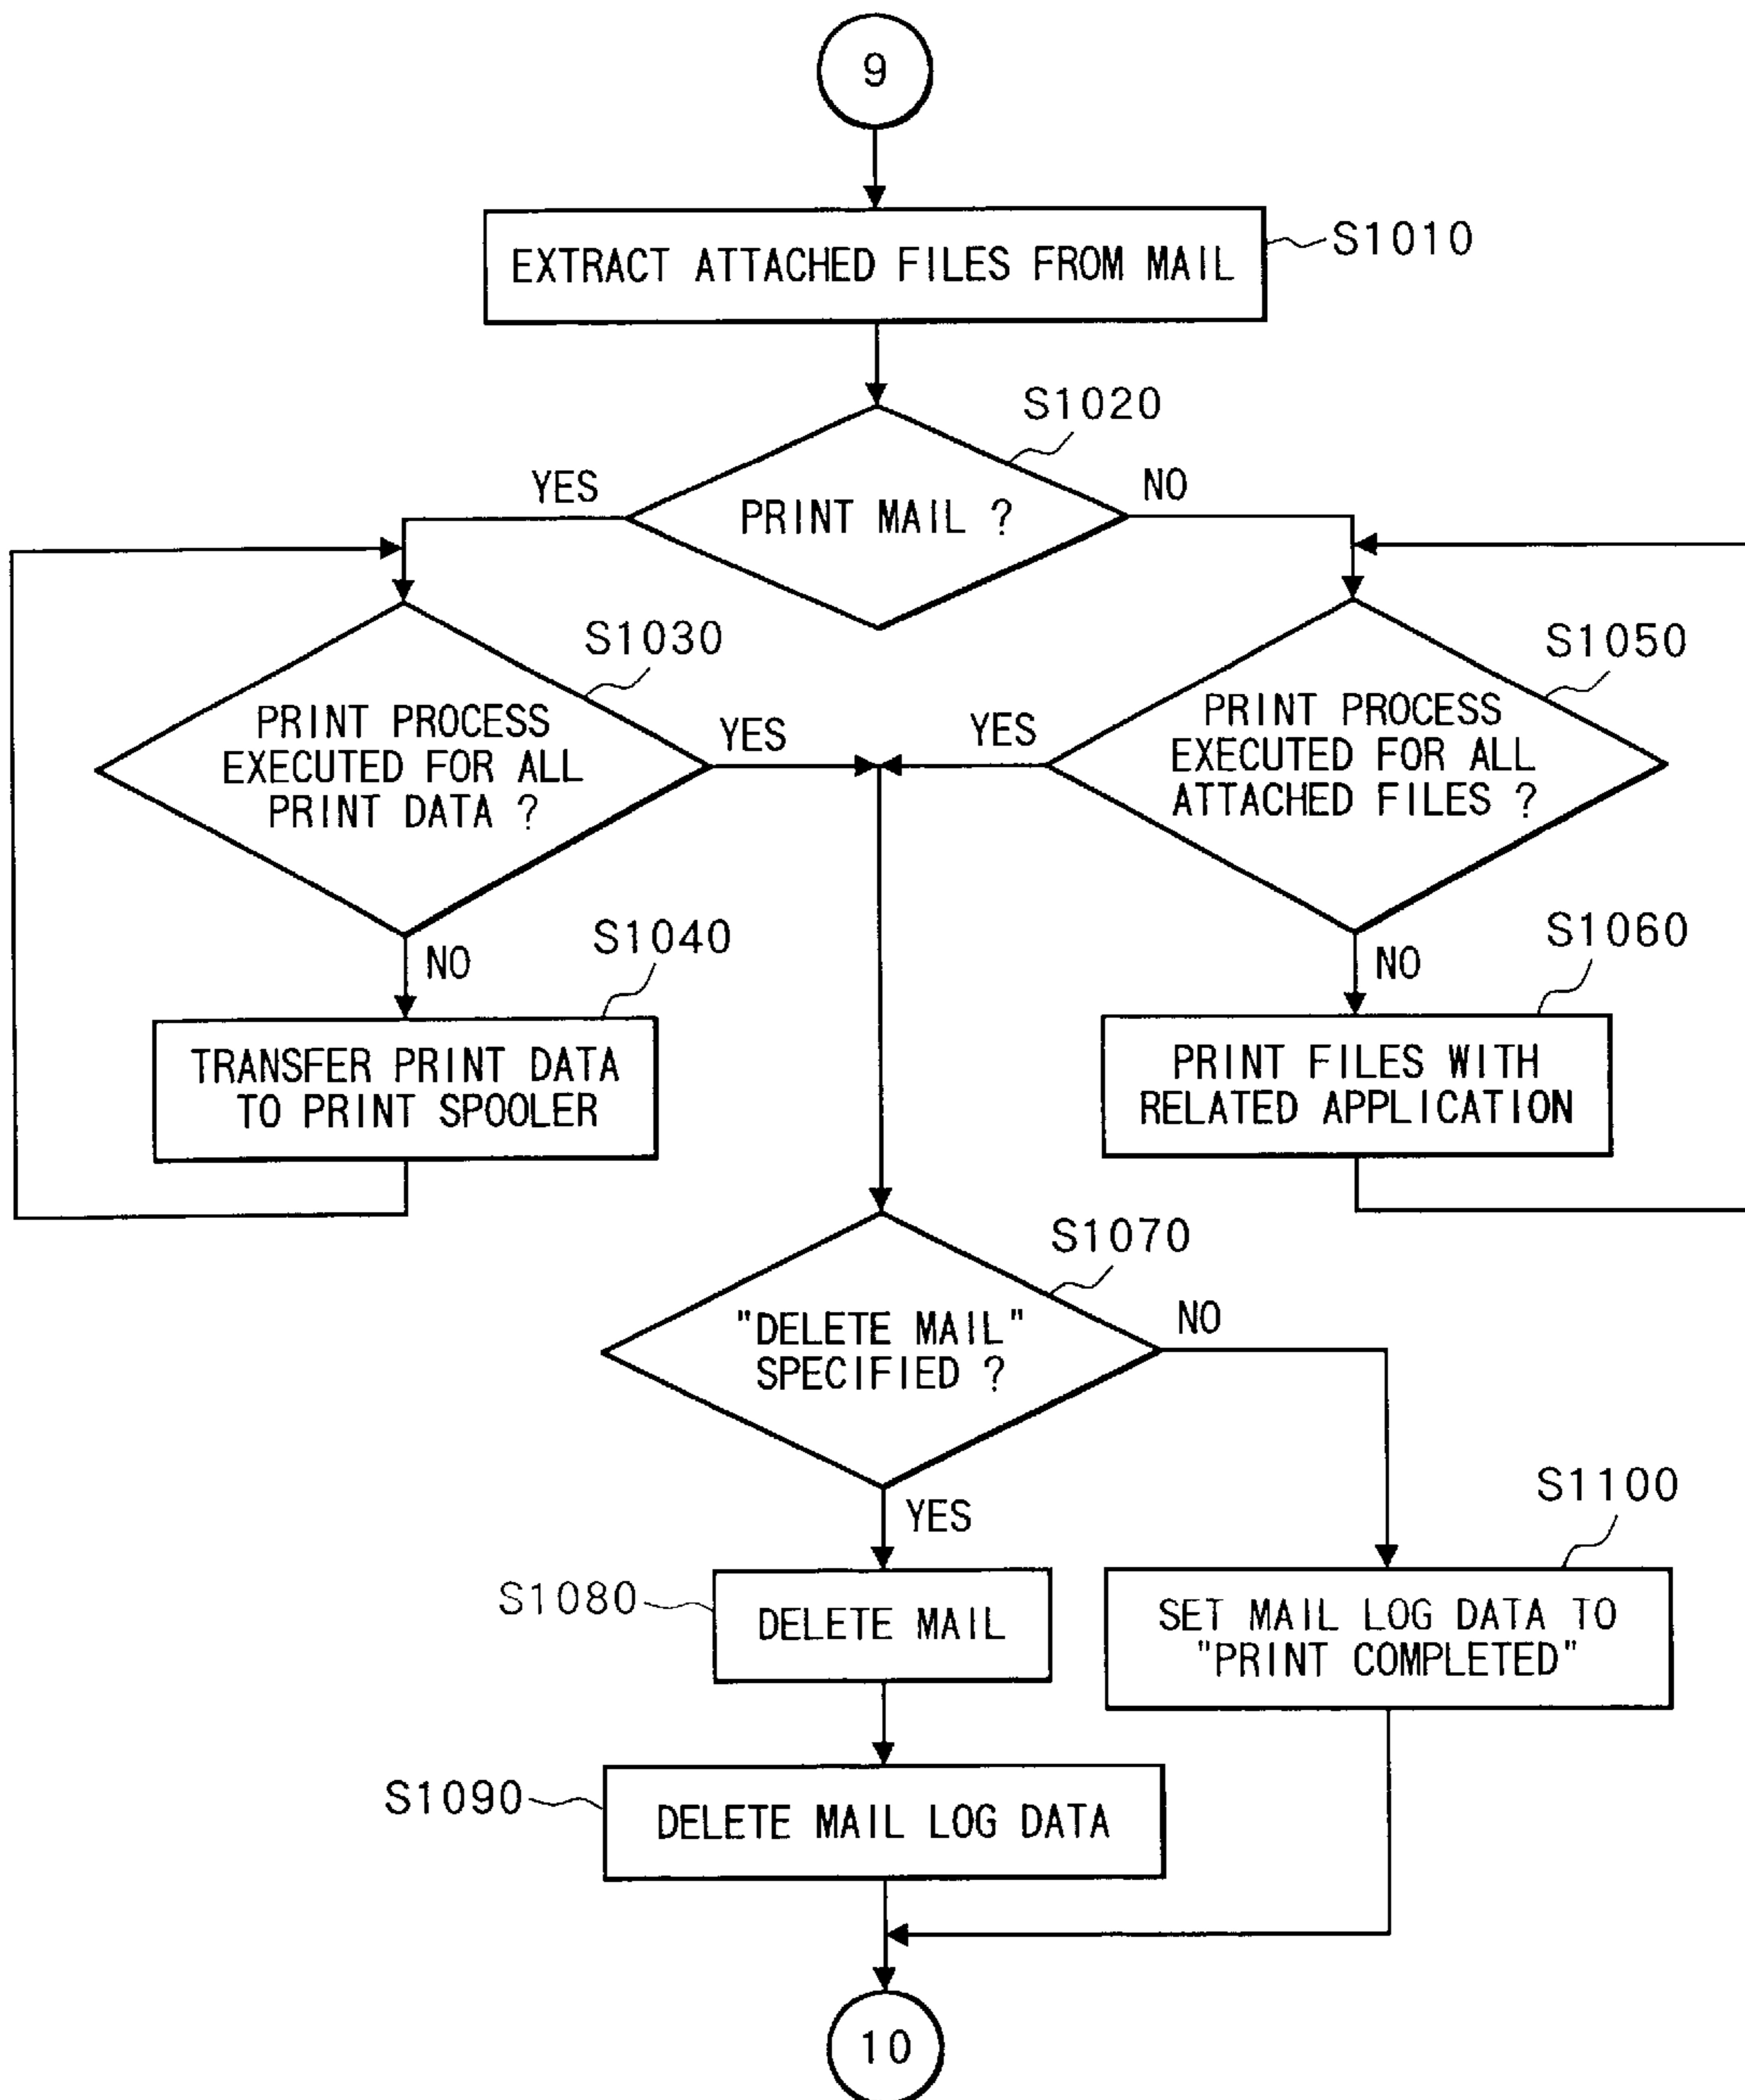 9
EXTRACT ATTACHED FILES FROM MAIL
S1010
S1020
PRINT MAIL ?
YES
NO
S1030
PRINT PROCESS
EXECUTED FOR ALL
PRINT DATA ?
YES
NO
S1050
PRINT PROCESS
EXECUTED FOR ALL
ATTACHED FILES ?
YES
NO
S1040
TRANSFER PRINT DATA
TO PRINT SPOOLER
S1060
PRINT FILES WITH
RELATED APPLICATION
S1070
"DELETE MAIL"
SPECIFIED ?
NO
YES
S1080
DELETE MAIL
S1100
SET MAIL LOG DATA TO
"PRINT COMPLETED"
S1090
DELETE MAIL LOG DATA
10